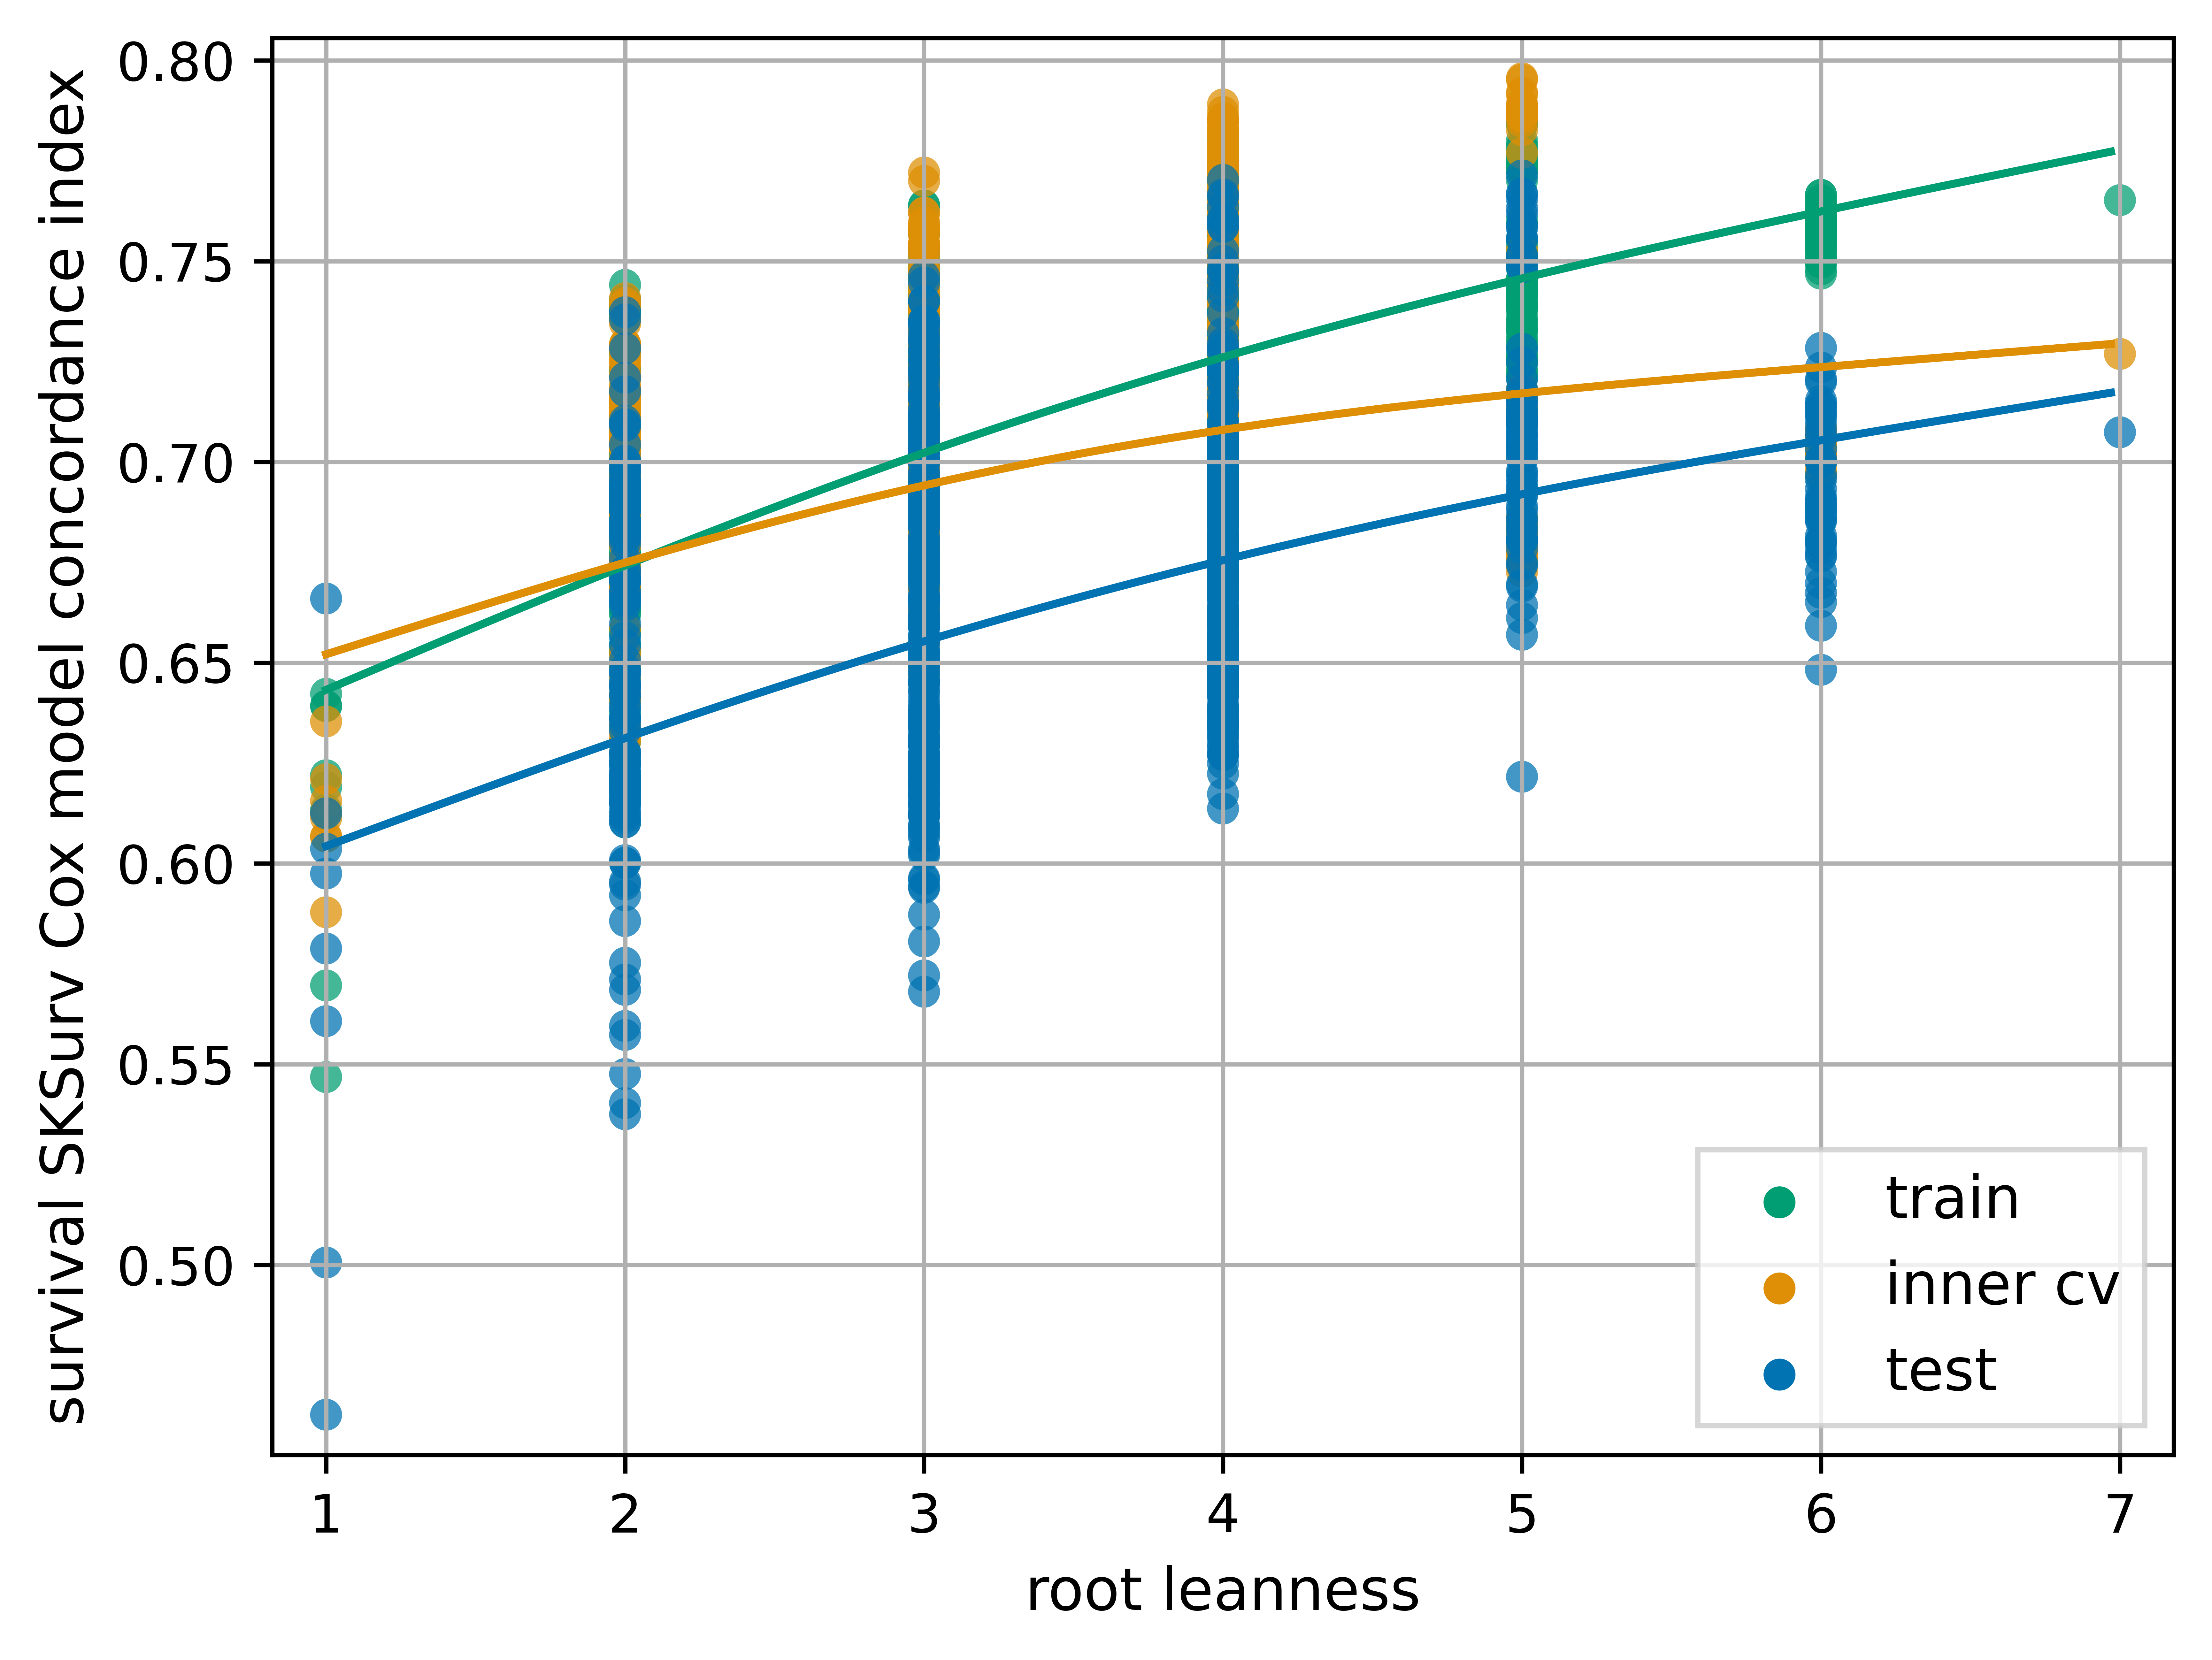 survival SKSurv Cox model concordance index
0.80
0.75
0.70
0.65
0.60
0.55
0.50
train
inner cv
test
1 2 3 4 5 6 7
root leanness